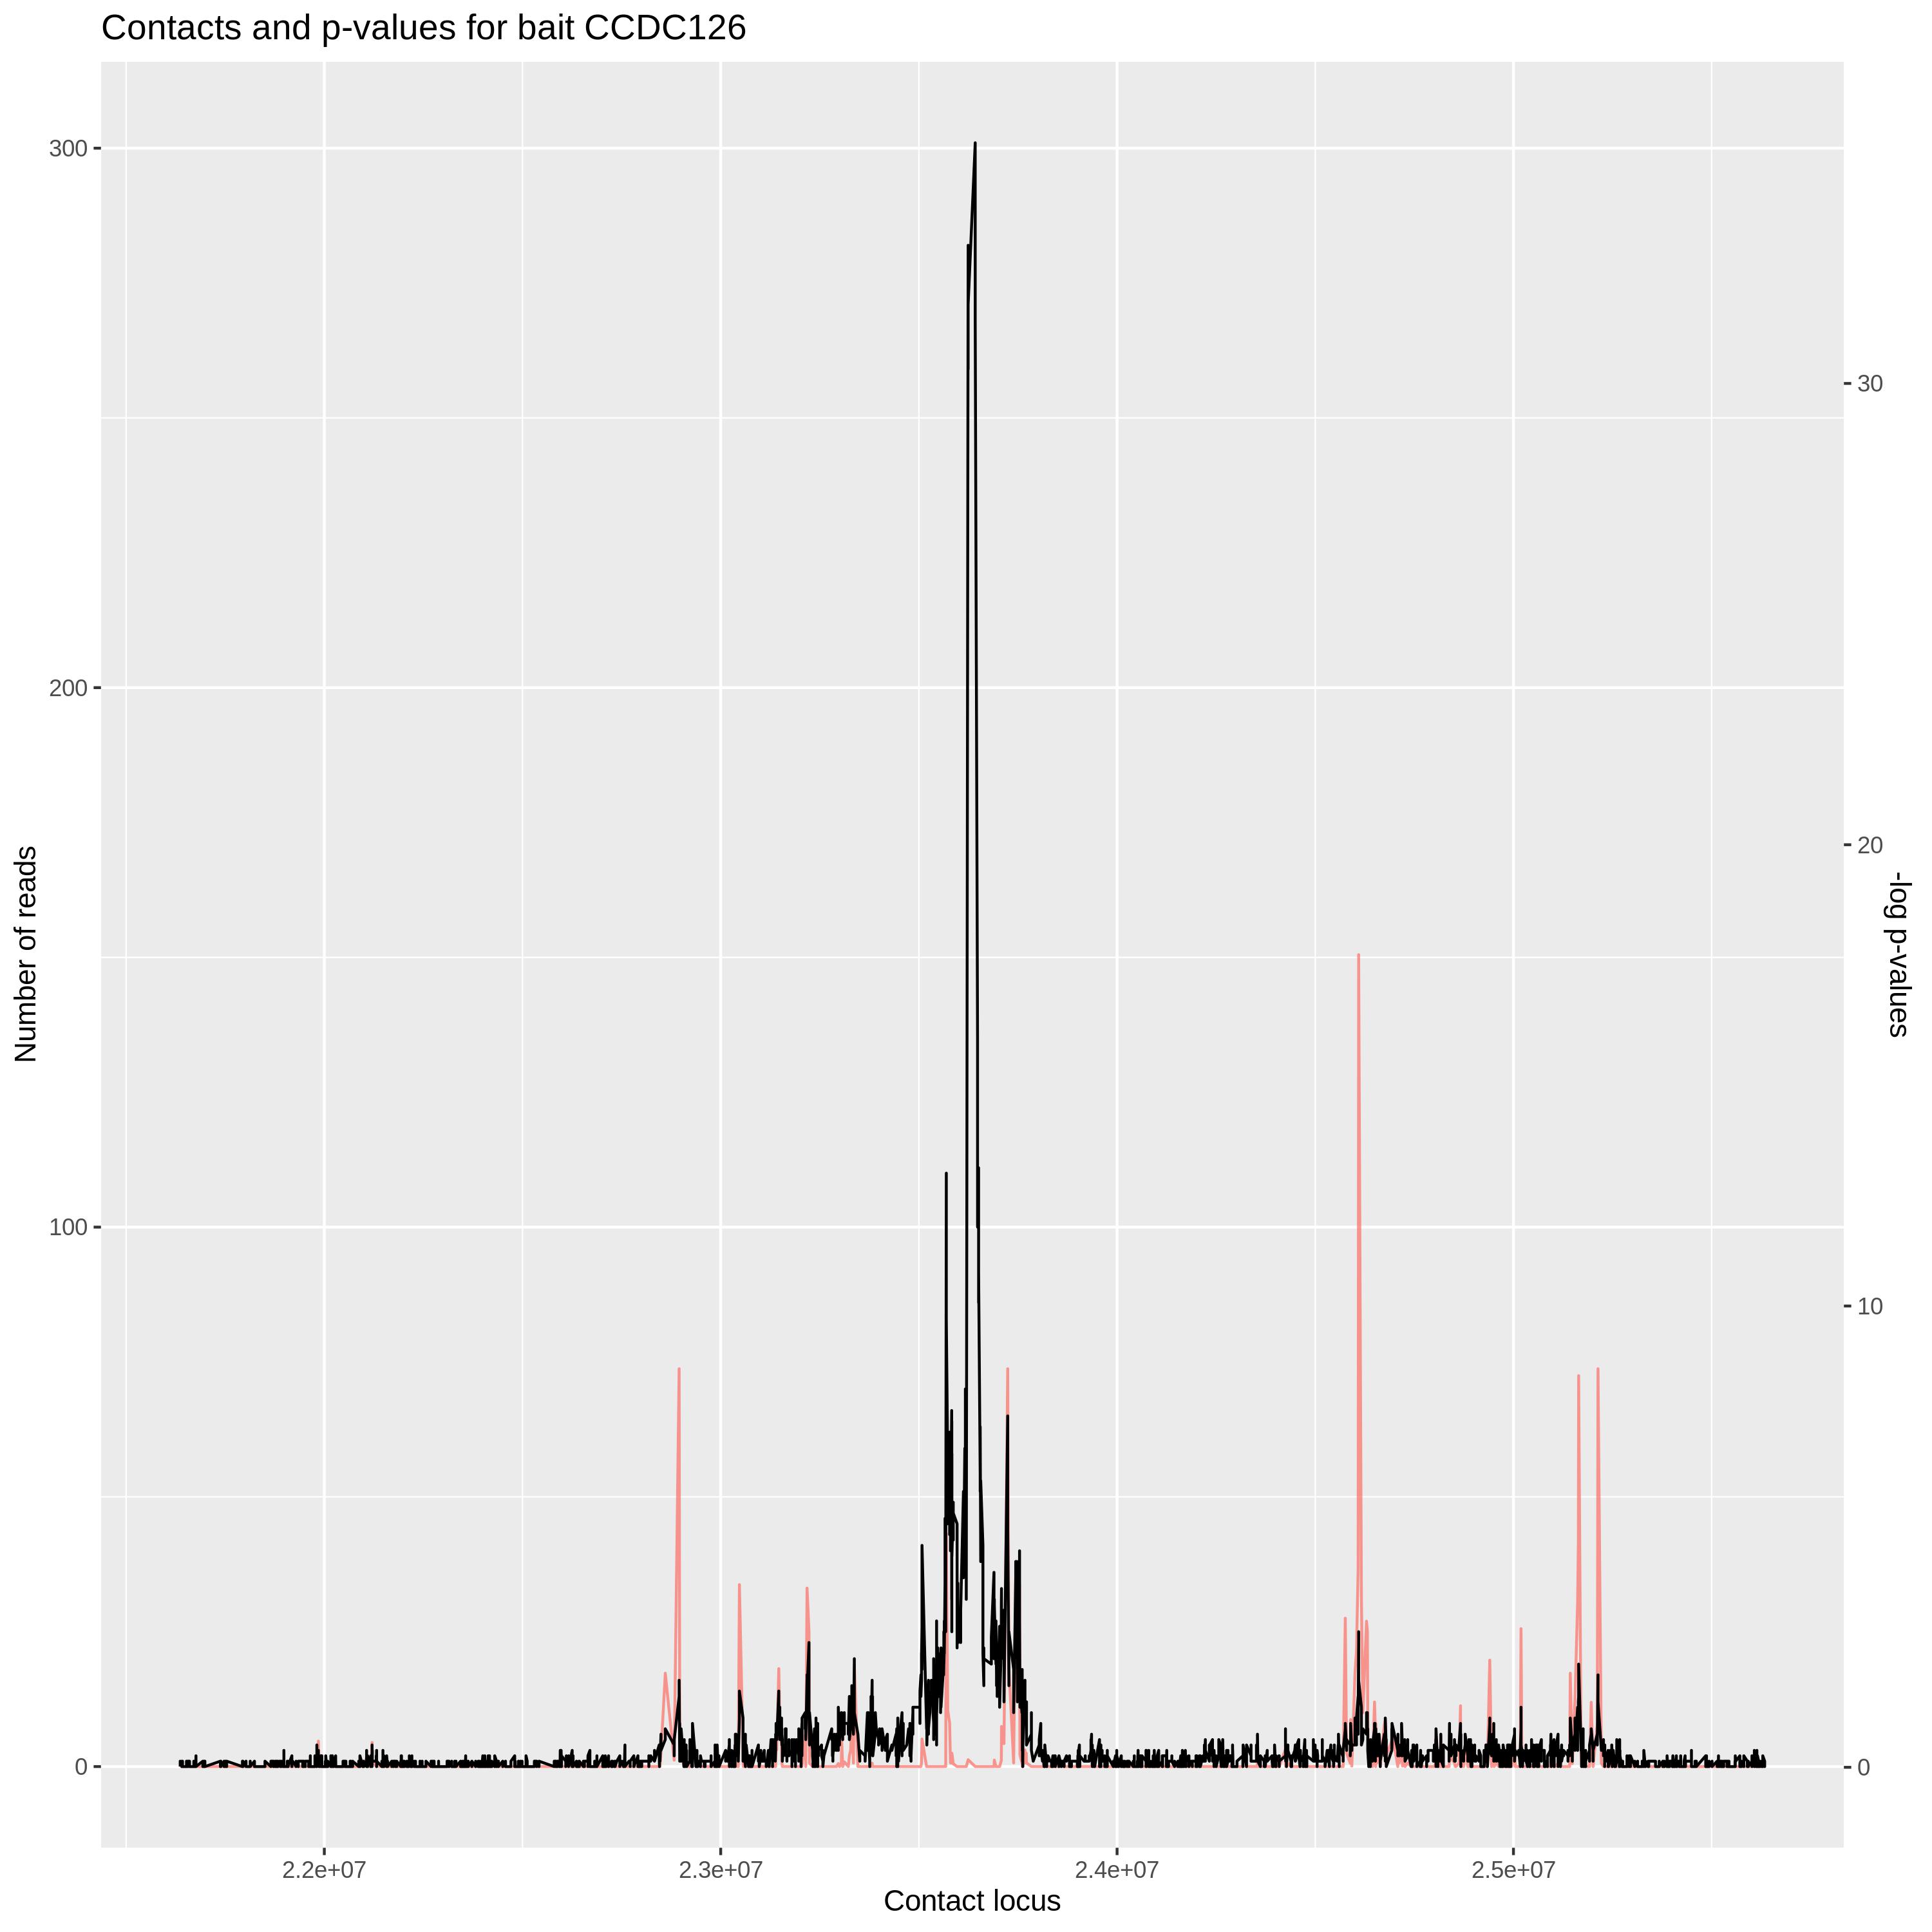 Contacts and p-values for bait CCDC126
300
200
100
0
Number of reads
30
20
10
0
-log p-values
2.2e+07
2.3e+07
2.4e+07
2.5e+07
Contact locus